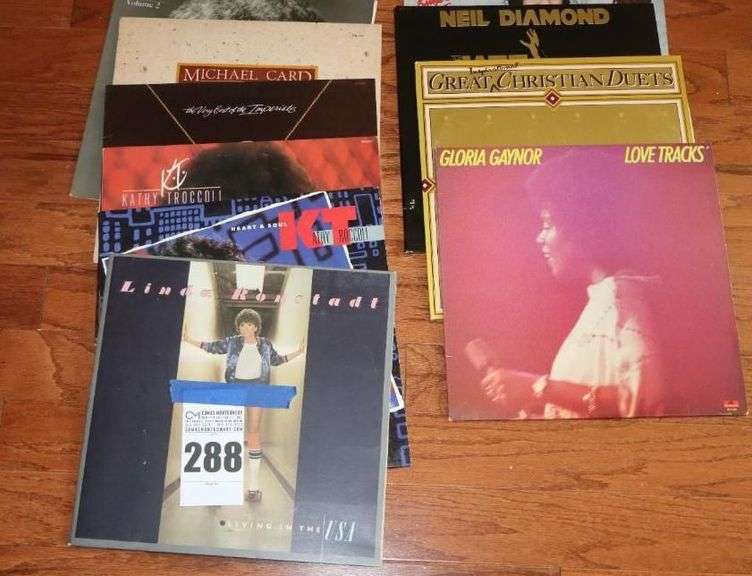 Volume 2
MICHAEL CARD
the Very Best of the Imperials
KT
KATHY TROCCOLI
HEART & SOUL
KT
KATHY TROCCOLI
Linda Ronstadt
288
LIVING IN THE USA
NEIL DIAMOND
GREAT CHRISTIAN DUETS
GLORIA GAYNOR
LOVE TRACKS